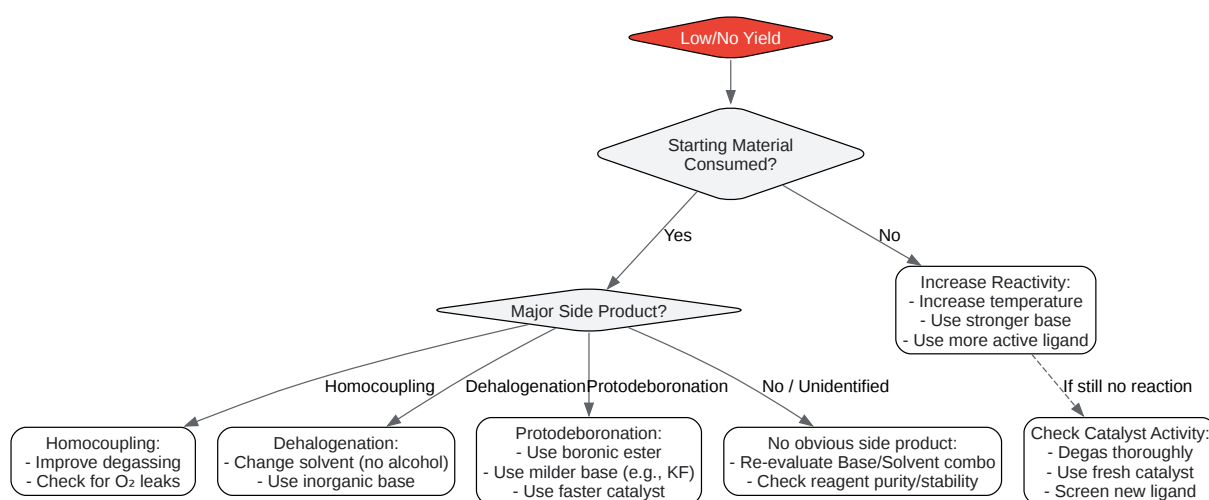 Low/No Yield
Starting Material
Consumed?
Yes
No
Increase Reactivity:
- Increase temperature
- Use stronger base
- Use more active ligand
Major Side Product?
Homocoupling
Dehalogenation
Protodeboronation
No / Unidentified
If still no reaction
Homocoupling:
- Improve degassing
- Check for O₂ leaks
Dehalogenation:
- Change solvent (no alcohol)
- Use inorganic base
Protodeboronation:
- Use boronic ester
- Use milder base (e.g., KF)
- Use faster catalyst
No obvious side product:
- Re-evaluate Base/Solvent combo
- Check reagent purity/stability
Check Catalyst Activity:
- Degas thoroughly
- Use fresh catalyst
- Screen new ligand